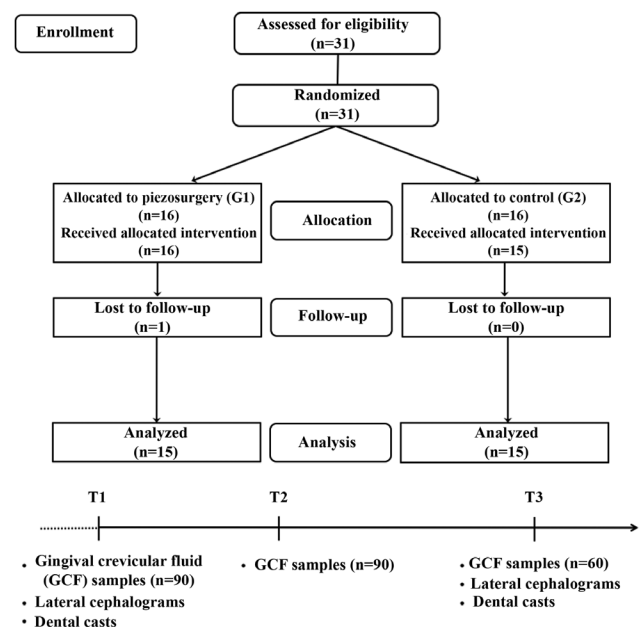 Enrollment
Assessed for eligibility
(n=31)
Randomized
(n=31)
Allocated to piezosurgery (G1)
(n=16)
Received allocated intervention
(n=16)
Allocation
Allocated to control (G2)
(n=16)
Received allocated intervention
(n=15)
Lost to follow-up
(n=1)
Follow-up
Lost to follow-up
(n=0)
Analyzed
(n=15)
Analysis
Analyzed
(n=15)
T1
T2
T3
• Gingival crevicular fluid
(GCF) samples (n=90)
• Lateral cephalograms
• Dental casts
• GCF samples (n=90)
• GCF samples (n=60)
• Lateral cephalograms
• Dental casts